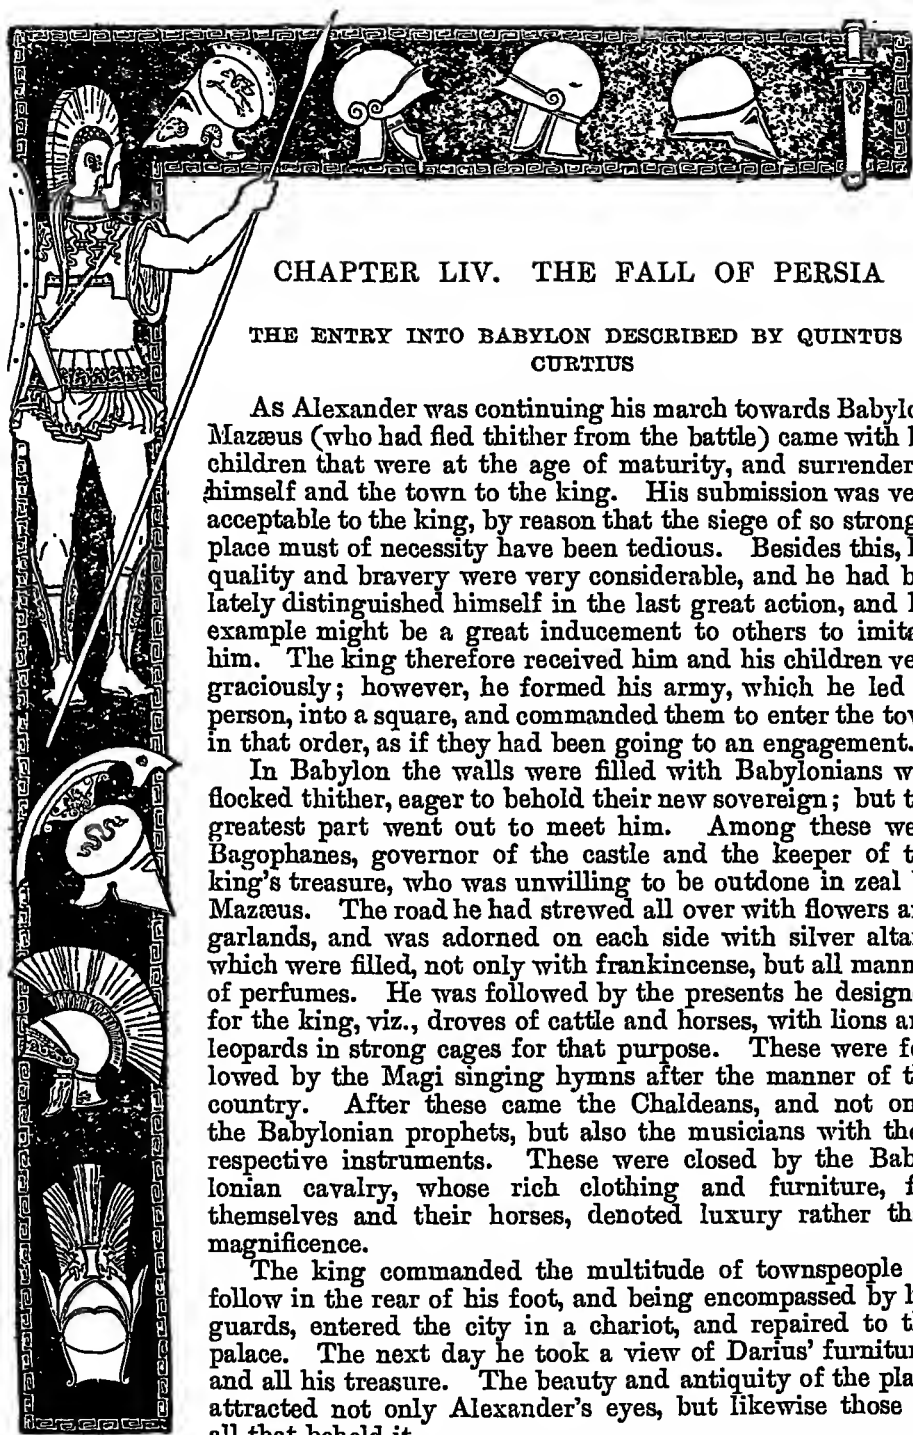 CHAPTER LIV. THE FALL OF PERSIA
THE ENTRY INTO BABYLON DESCRIBED BY QUINTUS
CURTIUS
As Alexander was continuing his march towards Babylo
Mazæus (who had fled thither from the battle) came with h
children that were at the age of maturity, and surrender
himself and the town to the king. His submission was ve
acceptable to the king, by reason that the siege of so strong
place must of necessity have been tedious. Besides this, h
quality and bravery were very considerable, and he had b
lately distinguished himself in the last great action, and h
example might be a great inducement to others to imita
him. The king therefore received him and his children ve
graciously; however, he formed his army, which he led
person, into a square, and commanded them to enter the tow
in that order, as if they had been going to an engagement.
In Babylon the walls were filled with Babylonians w
flocked thither, eager to behold their new sovereign; but t
greatest part went out to meet him. Among these we
Bagophanes, governor of the castle and the keeper of t
king's treasure, who was unwilling to be outdone in zeal
Mazæus. The road he had strewed all over with flowers a
garlands, and was adorned on each side with silver alta
which were filled, not only with frankincense, but all mann
of perfumes. He was followed by the presents he design
for the king, viz., droves of cattle and horses, with lions a
leopards in strong cages for that purpose. These were fo
lowed by the Magi singing hymns after the manner of t
country. After these came the Chaldeans, and not on
the Babylonian prophets, but also the musicians with the
respective instruments. These were closed by the Bab
lonian cavalry, whose rich clothing and furniture, f
themselves and their horses, denoted luxury rather th
magnificence.
The king commanded the multitude of townspeople
follow in the rear of his foot, and being encompassed by h
guards, entered the city in a chariot, and repaired to t
palace. The next day he took a view of Darius' furnitur
and all his treasure. The beauty and antiquity of the pla
attracted not only Alexander's eyes, but likewise those
all that beheld it